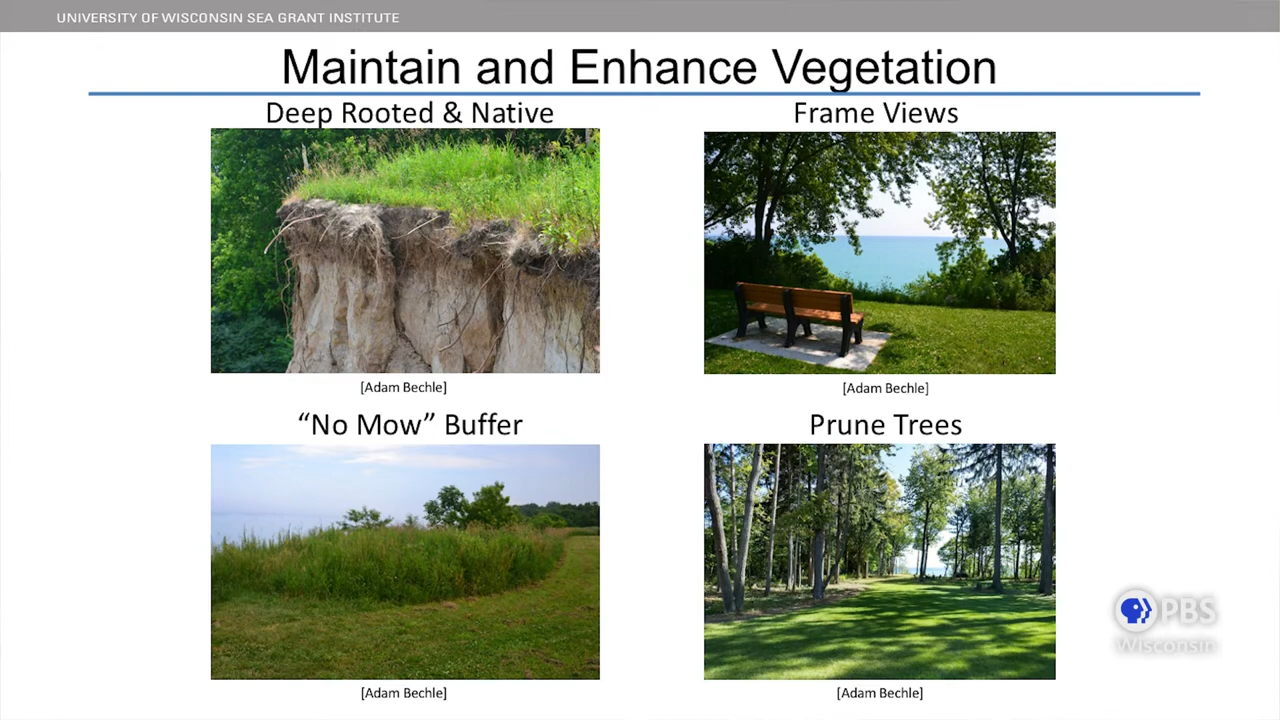 UNIVERSITY OF WISCONSIN SEA GRANT INSTITUTE
Maintain and Enhance Vegetation
Deep Rooted & Native
Frame Views
[Adam Bechle]
[Adam Bechle]
“No Mow” Buffer
Prune Trees
PBS
Wisconsin
[Adam Bechle]
[Adam Bechle]